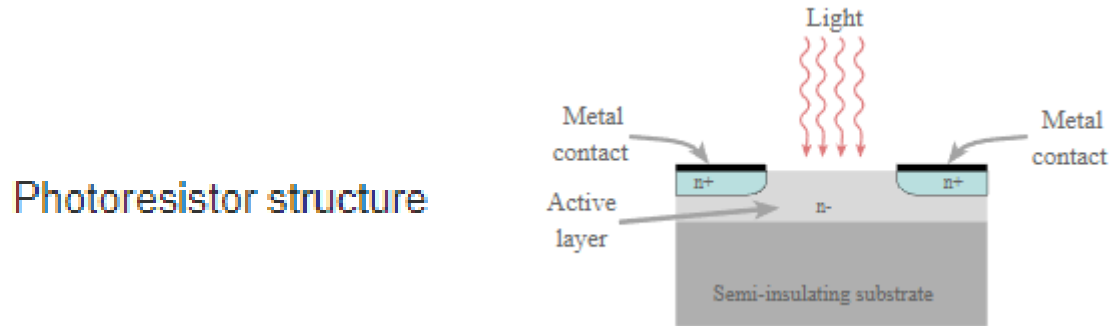 Photoresistor structure
Light
Metal
contact
Metal
contact
n+
n+
Active
layer
n-
Semi-insulating substrate